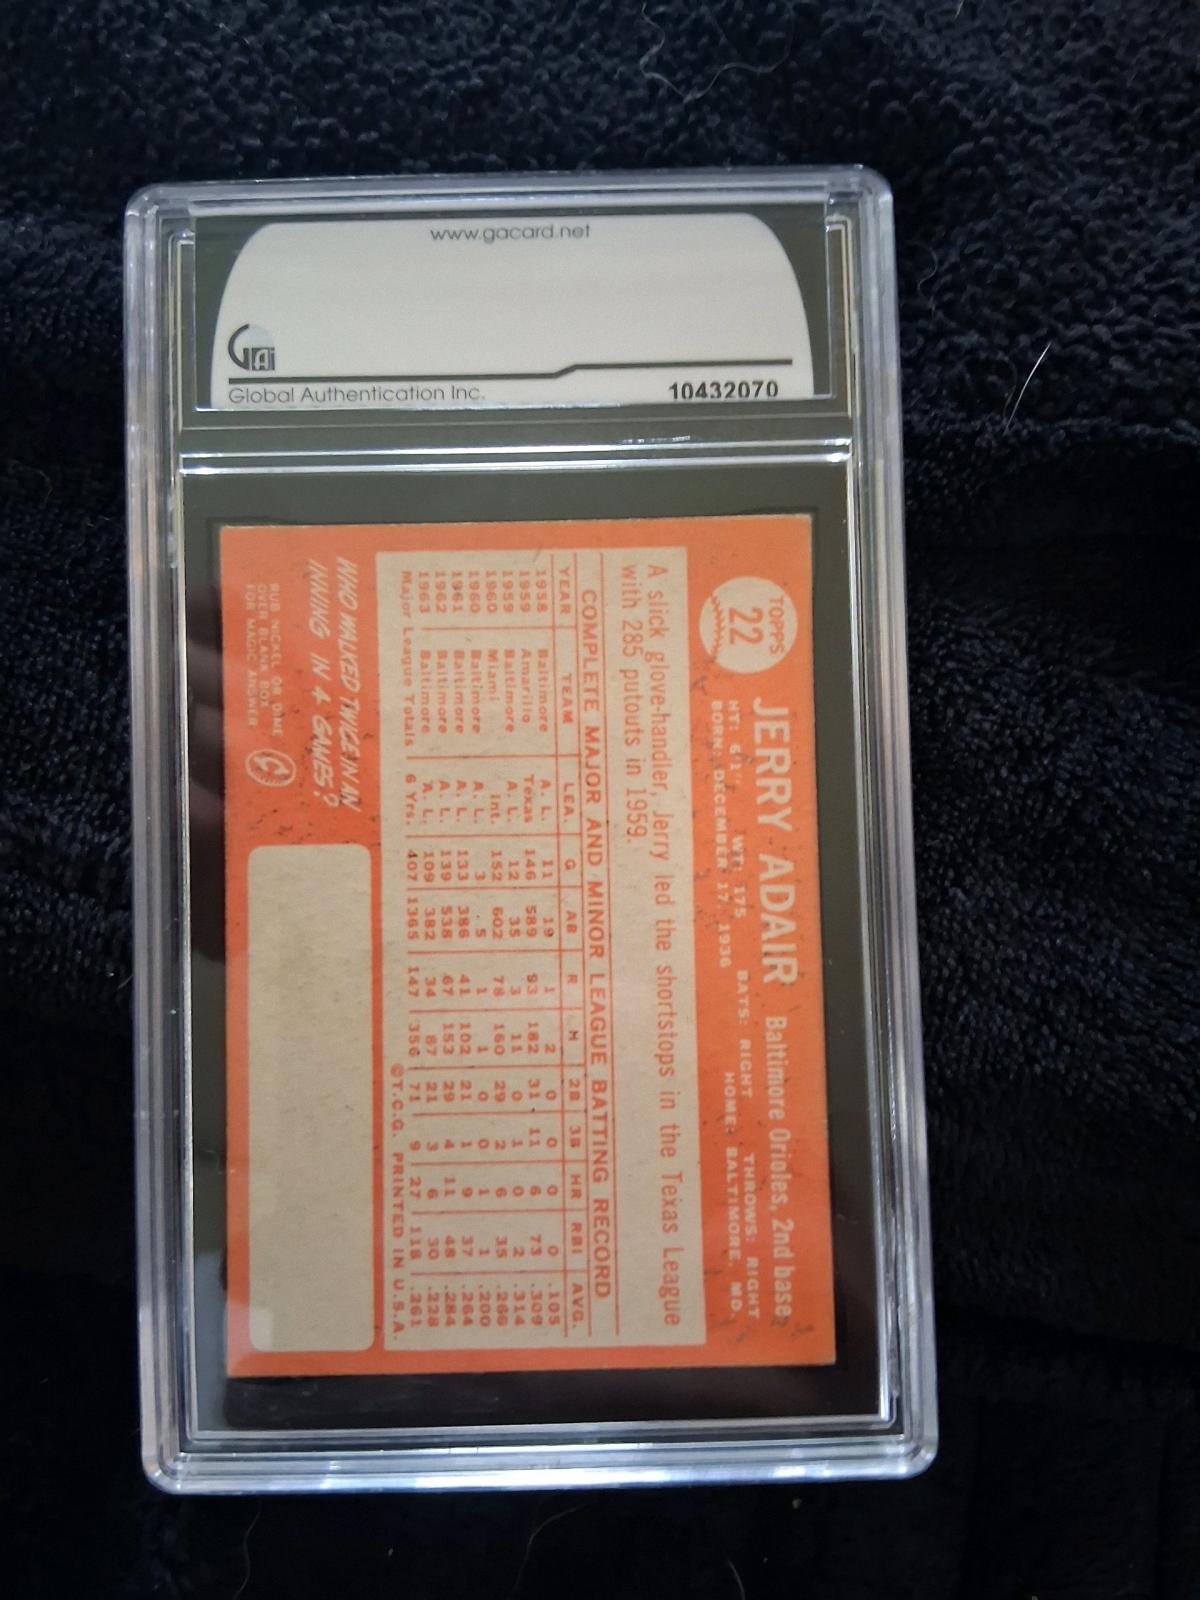 www.gacard.net
GAi
Global Authentication Inc.
10432070
TOPPS
22
JERRY ADAIR Baltimore Orioles, 2nd base
HT: 6'1" WT: 175 BATS: RIGHT THROWS: RIGHT
BORN: DECEMBER 17, 1936 HOME: BALTIMORE, MD.
A slick glove-handler, Jerry led the shortstops in the Texas League
with 285 putouts in 1959.
COMPLETE MAJOR AND MINOR LEAGUE BATTING RECORD
YEAR TEAM LEA. G AB R H 2B 3B HR RBI AVG.
1958 Baltimore A. L. 11 19 1 2 0 0 0 0 .105
1959 Amarillo Texas 146 589 93 182 31 11 6 73 .309
1959 Baltimore A. L. 12 35 3 11 0 1 0 2 .314
1960 Miami Int. 152 602 78 160 29 2 6 35 .266
1960 Baltimore A. L. 3 5 1 1 0 0 1 1 .200
1961 Baltimore A. L. 133 386 41 102 21 1 9 37 .264
1962 Baltimore A. L. 139 538 67 153 29 4 11 48 .284
1963 Baltimore A. L. 109 382 34 87 21 3 6 30 .228
Major League Totals 6 Yrs. 407 1365 147 356 71 9 27 118 .261
©T.C.G. PRINTED IN U.S.A.
WHO WALKED TWICE IN AN
INNING IN 4 GAMES?
RUB NICKEL OR DIME
OVER BLANK BOX
FOR MAGIC ANSWER